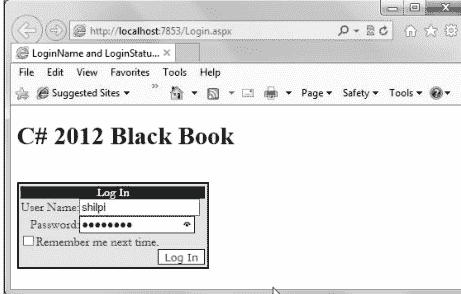 http://localhost:7853/Login.aspx
LoginName and LoginStatu...
File Edit View Favorites Tools Help
Suggested Sites Page Safety Tools
C# 2012 Black Book
Log In
User Name: shilpi
Password: ●●●●●●●●
Remember me next time.
Log In